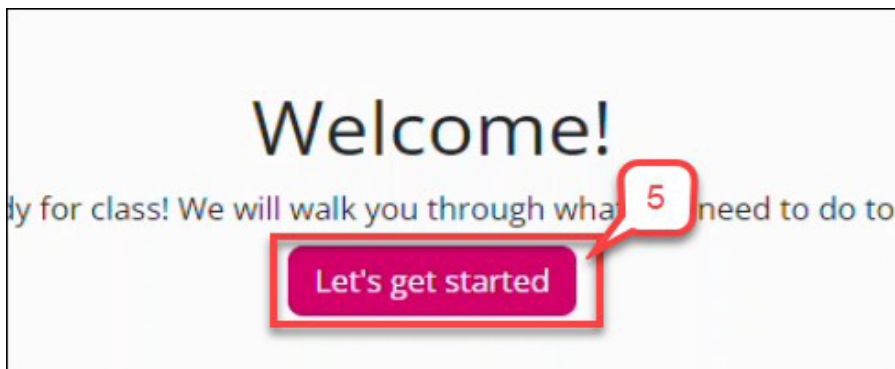 Welcome!
dy for class! We will walk you through what need to do to
5
Let's get started